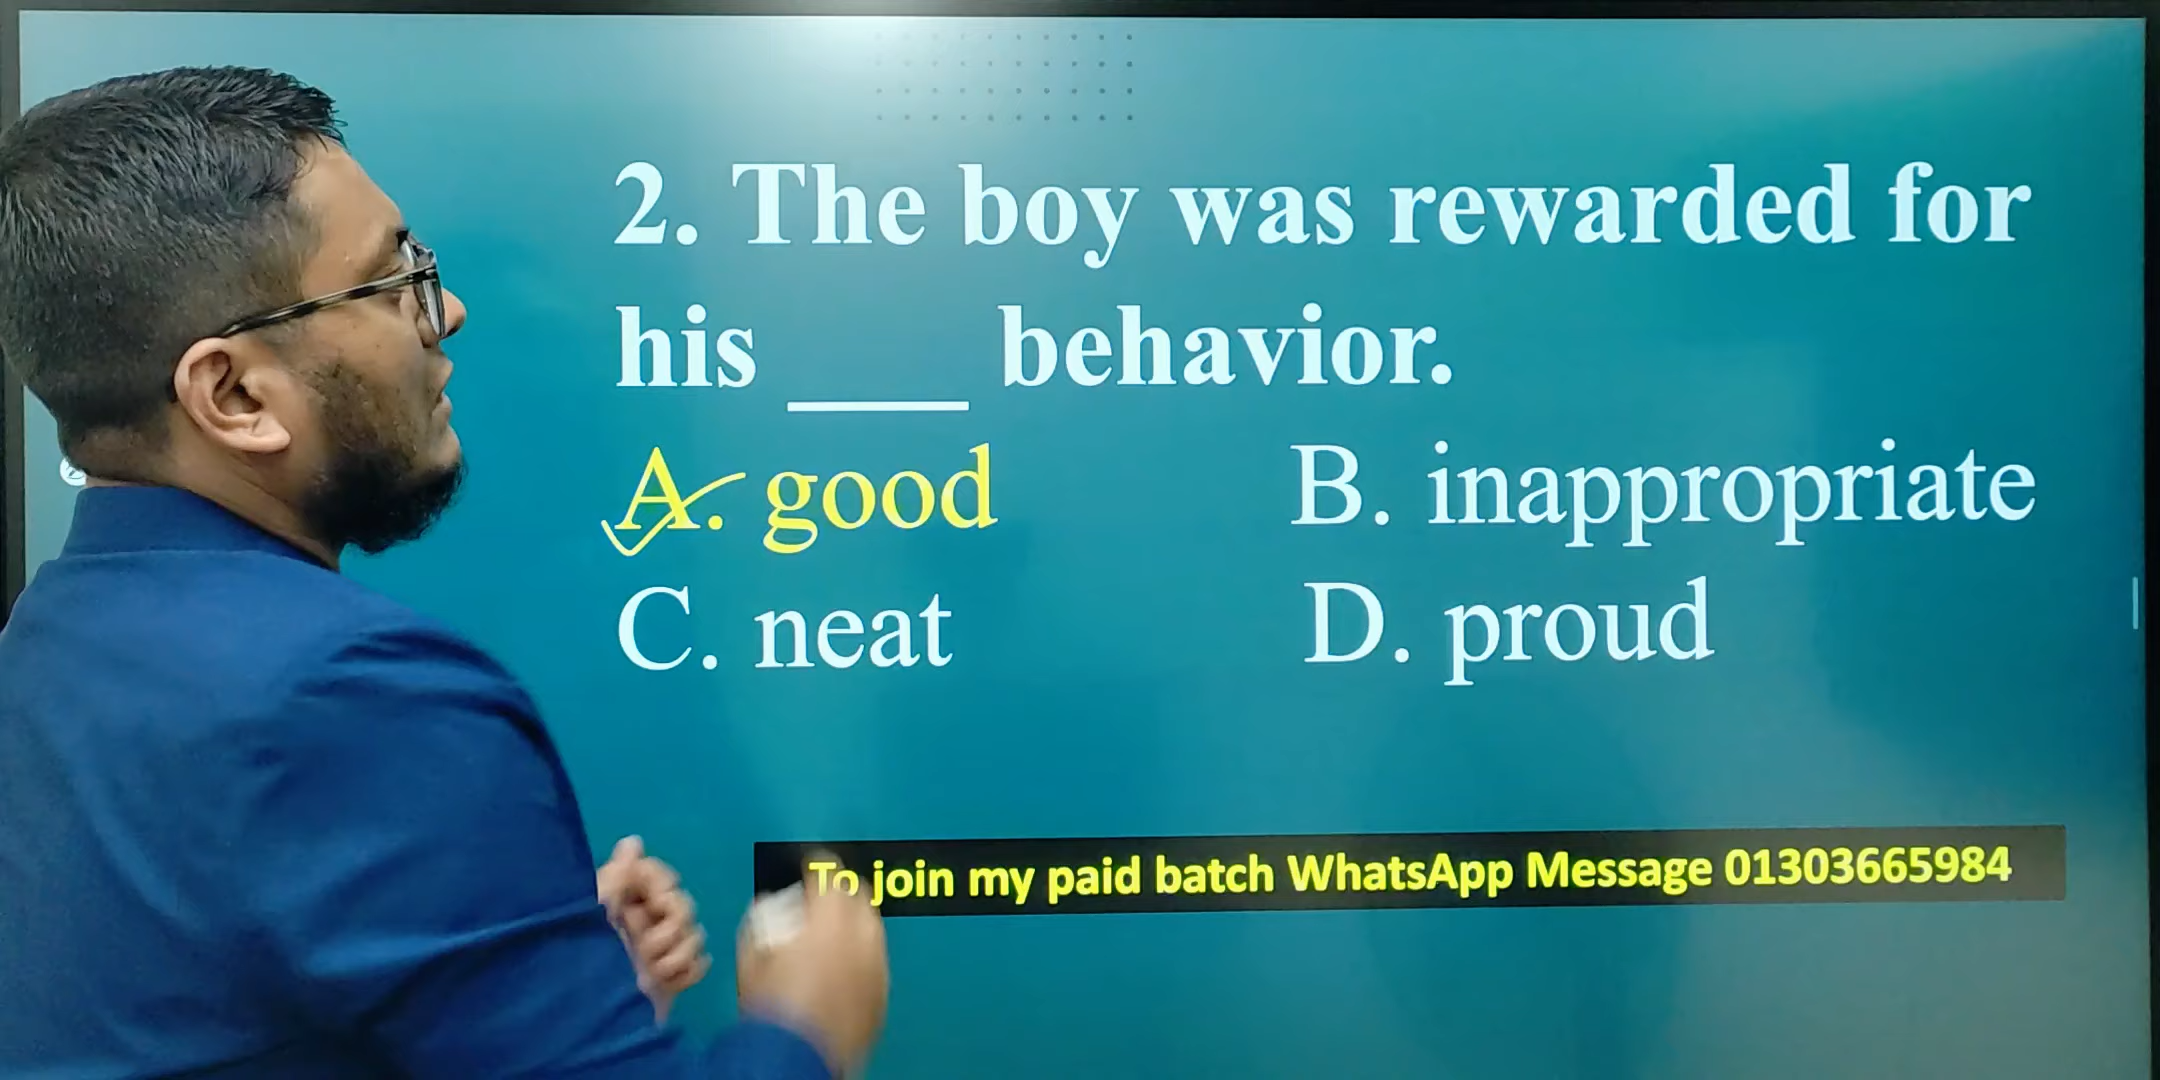 2. The boy was rewarded for
his ___ behavior.
A. good B. inappropriate
C. neat D. proud
To join my paid batch WhatsApp Message 01303665984